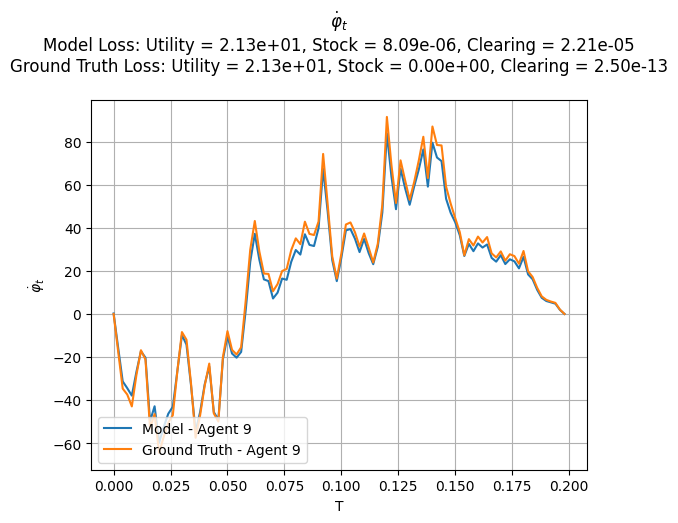 φ̇ₜ
Model Loss: Utility = 2.13e+01, Stock = 8.09e-06, Clearing = 2.21e-05
Ground Truth Loss: Utility = 2.13e+01, Stock = 0.00e+00, Clearing = 2.50e-13
80
60
40
20
0
−20
−40
−60
φ̇ₜ
Model - Agent 9
Ground Truth - Agent 9
0.000 0.025 0.050 0.075 0.100 0.125 0.150 0.175 0.200
T